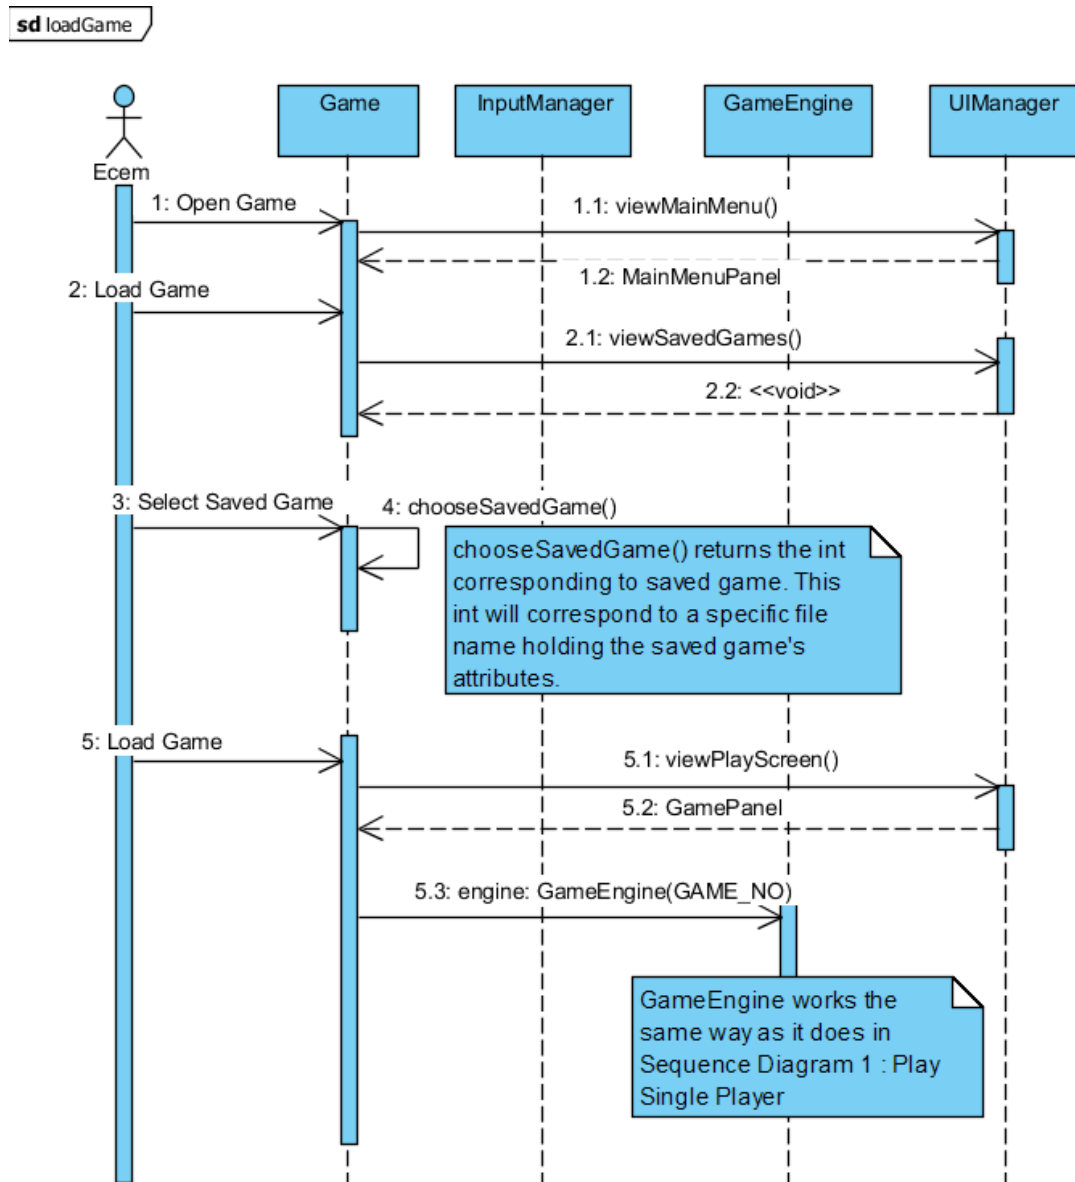 sd loadGame
Game
InputManager
GameEngine
UIManager
Ecem
1: Open Game
1.1: viewMainMenu()
1.2: MainMenuPanel
2: Load Game
2.1: viewSavedGames()
2.2: <<void>>
3: Select Saved Game
4: chooseSavedGame()
chooseSavedGame() returns the int
corresponding to saved game. This
int will correspond to a specific file
name holding the saved game's
attributes.
5: Load Game
5.1: viewPlayScreen()
5.2: GamePanel
5.3: engine: GameEngine(GAME_NO)
GameEngine works the
same way as it does in
Sequence Diagram 1 : Play
Single Player